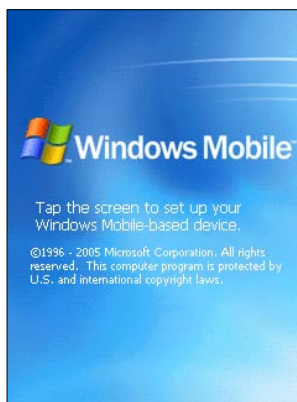 Windows Mobile™
Tap the screen to set up your
Windows Mobile-based device.
©1996 - 2005 Microsoft Corporation. All rights
reserved. This computer program is protected by
U.S. and international copyright laws.